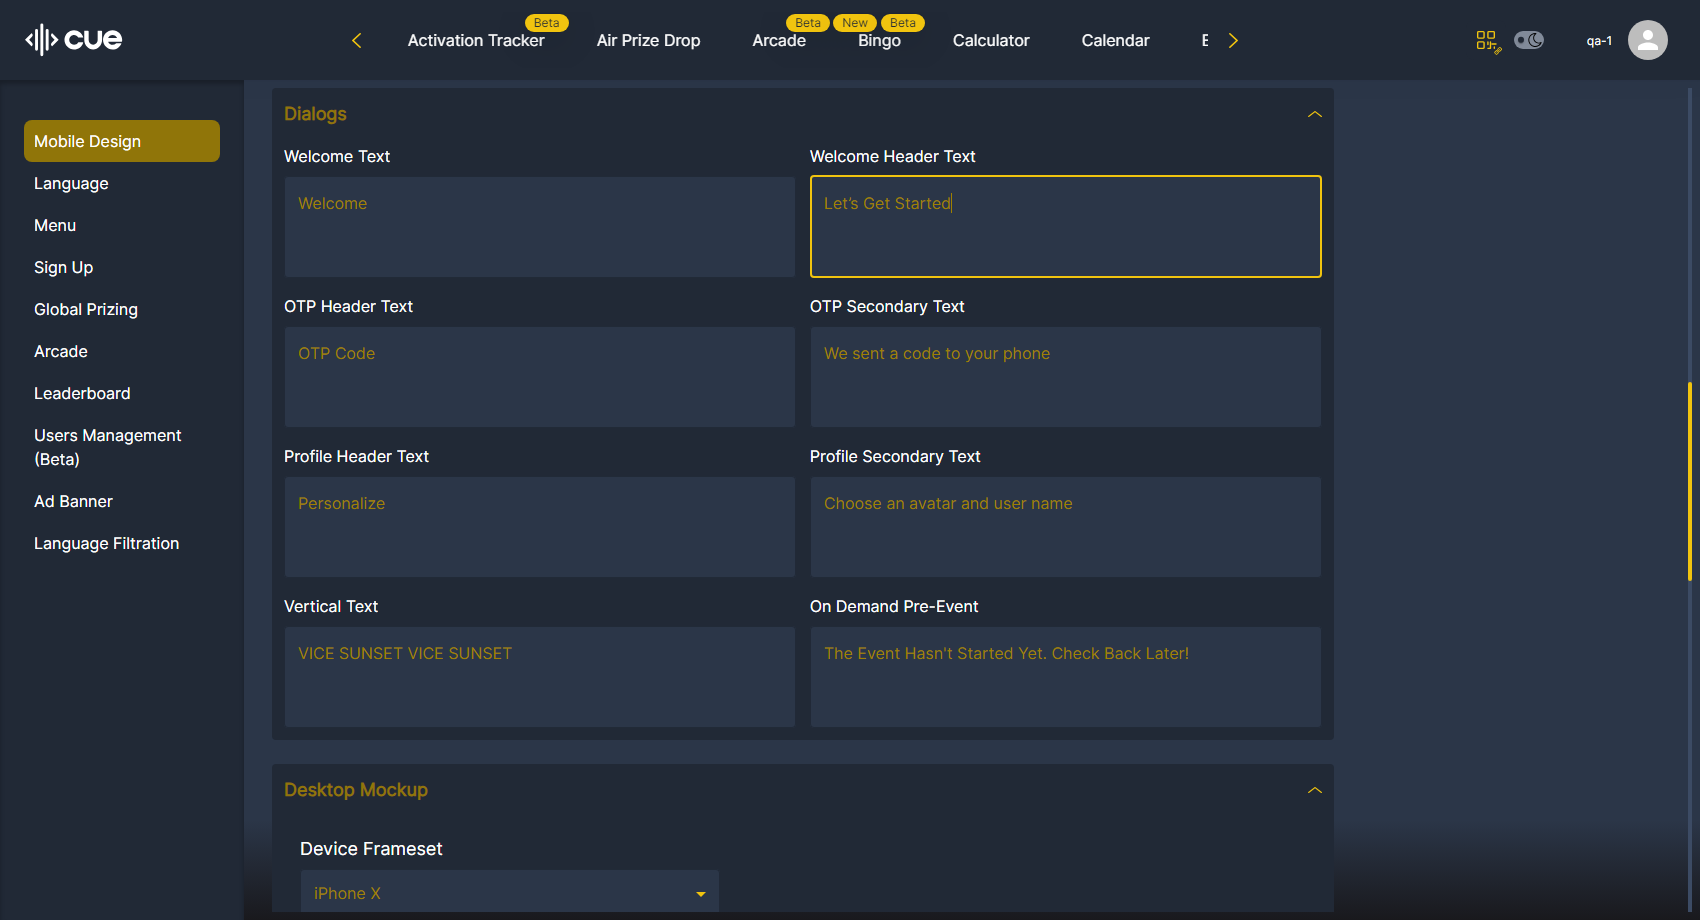 cue
Activation Tracker
Beta
Air Prize Drop
Arcade
Beta
Bingo
New
Beta
Calculator
Calendar
qa-1
Mobile Design
Language
Menu
Sign Up
Global Prizing
Arcade
Leaderboard
Users Management
(Beta)
Ad Banner
Language Filtration
Dialogs
Welcome Text
Welcome Header Text
Welcome
Let’s Get Started
OTP Header Text
OTP Secondary Text
OTP Code
We sent a code to your phone
Profile Header Text
Profile Secondary Text
Personalize
Choose an avatar and user name
Vertical Text
On Demand Pre-Event
VICE SUNSET VICE SUNSET
The Event Hasn't Started Yet. Check Back Later!
Desktop Mockup
Device Frameset
iPhone X